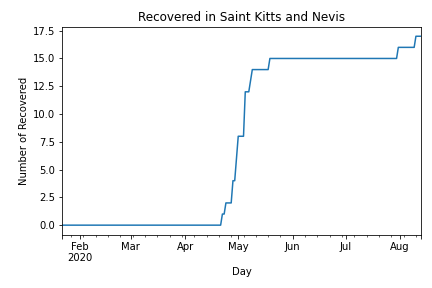 Recovered in Saint Kitts and Nevis
17.5
15.0
12.5
10.0
7.5
5.0
2.5
0.0
Number of Recovered
Feb Mar Apr May Jun Jul Aug
2020
Day